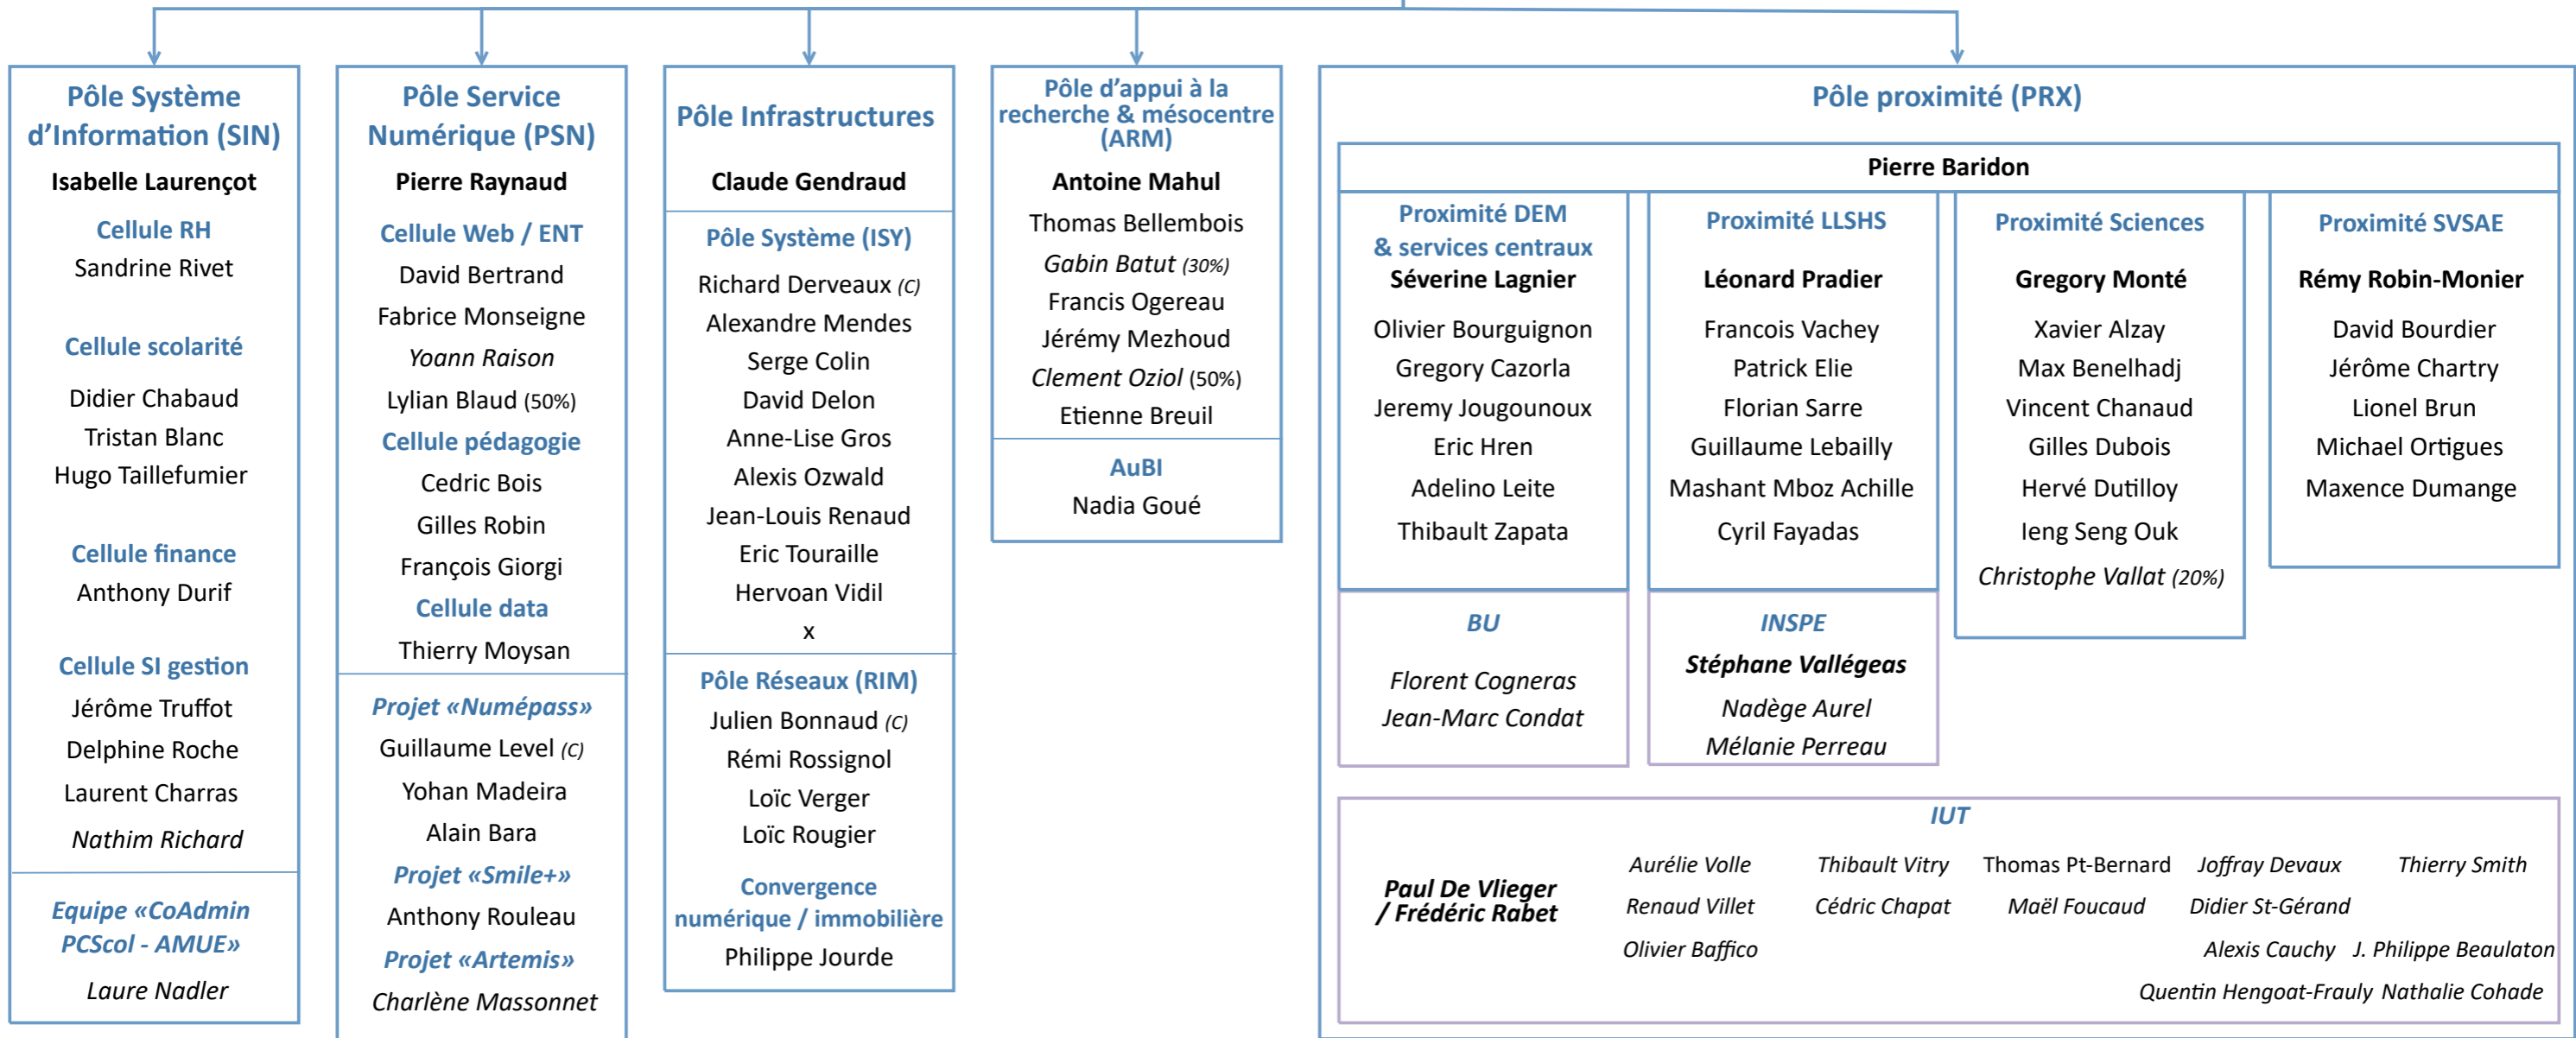 Pôle Système
d'Information (SIN)
Isabelle Laurençot
Cellule RH
Sandrine Rivet
Cellule scolarité
Didier Chabaud
Tristan Blanc
Hugo Taillefumier
Cellule finance
Anthony Durif
Cellule SI gestion
Jérôme Truffot
Delphine Roche
Laurent Charras
Nathim Richard
Equipe «CoAdmin
PCScol - AMUE»
Laure Nadler
Pôle Service
Numérique (PSN)
Pierre Raynaud
Cellule Web / ENT
David Bertrand
Fabrice Monseigne
Yoann Raison
Lylian Blaud (50%)
Cellule pédagogie
Cedric Bois
Gilles Robin
François Giorgi
Cellule data
Thierry Moysan
Projet «Numépass»
Guillaume Level (C)
Yohan Madeira
Alain Bara
Projet «Smile+»
Anthony Rouleau
Projet «Artemis»
Charlène Massonnet
Pôle Infrastructures
Claude Gendraud
Pôle Système (ISY)
Richard Derveaux (C)
Alexandre Mendes
Serge Colin
David Delon
Anne-Lise Gros
Alexis Ozwald
Jean-Louis Renaud
Eric Touraille
Hervoan Vidil
x
Pôle Réseaux (RIM)
Julien Bonnaud (C)
Rémi Rossignol
Loïc Verger
Loïc Rougier
Convergence
numérique / immobilière
Philippe Jourde
Pôle d'appui à la
recherche & mésocentre
(ARM)
Antoine Mahul
Thomas Bellembois
Gabin Batut (30%)
Francis Ogereau
Jérémy Mezhoud
Clement Oziol (50%)
Etienne Breuil
AuBI
Nadia Goué
Pôle proximité (PRX)
Pierre Baridon
Proximité DEM
& services centraux
Séverine Lagnier
Olivier Bourguignon
Gregory Cazorla
Jeremy Jougounoux
Eric Hren
Adelino Leite
Thibault Zapata
BU
Florent Cogneras
Jean-Marc Condat
Proximité LLSHS
Léonard Pradier
Francois Vachey
Patrick Elie
Florian Sarre
Guillaume Lebailly
Mashant Mboz Achille
Cyril Fayadas
INSPE
Stéphane Vallégeas
Nadège Aurel
Mélanie Perreau
Proximité Sciences
Gregory Monté
Xavier Alzay
Max Benelhadj
Vincent Chanaud
Gilles Dubois
Hervé Dutilloy
Ieng Seng Ouk
Christophe Vallat (20%)
Proximité SVSAE
Rémy Robin-Monier
David Bourdier
Jérôme Chartry
Lionel Brun
Michael Ortigues
Maxence Dumange
IUT
Paul De Vlieger
/ Frédéric Rabet
Aurélie Volle Thibault Vitry Thomas Pt-Bernard Joffray Devaux Thierry Smith
Renaud Villet Cédric Chapat Maël Foucaud Didier St-Gérand
Olivier Baffico Alexis Cauchy J. Philippe Beaulaton
Quentin Hengoat-Frauly Nathalie Cohade